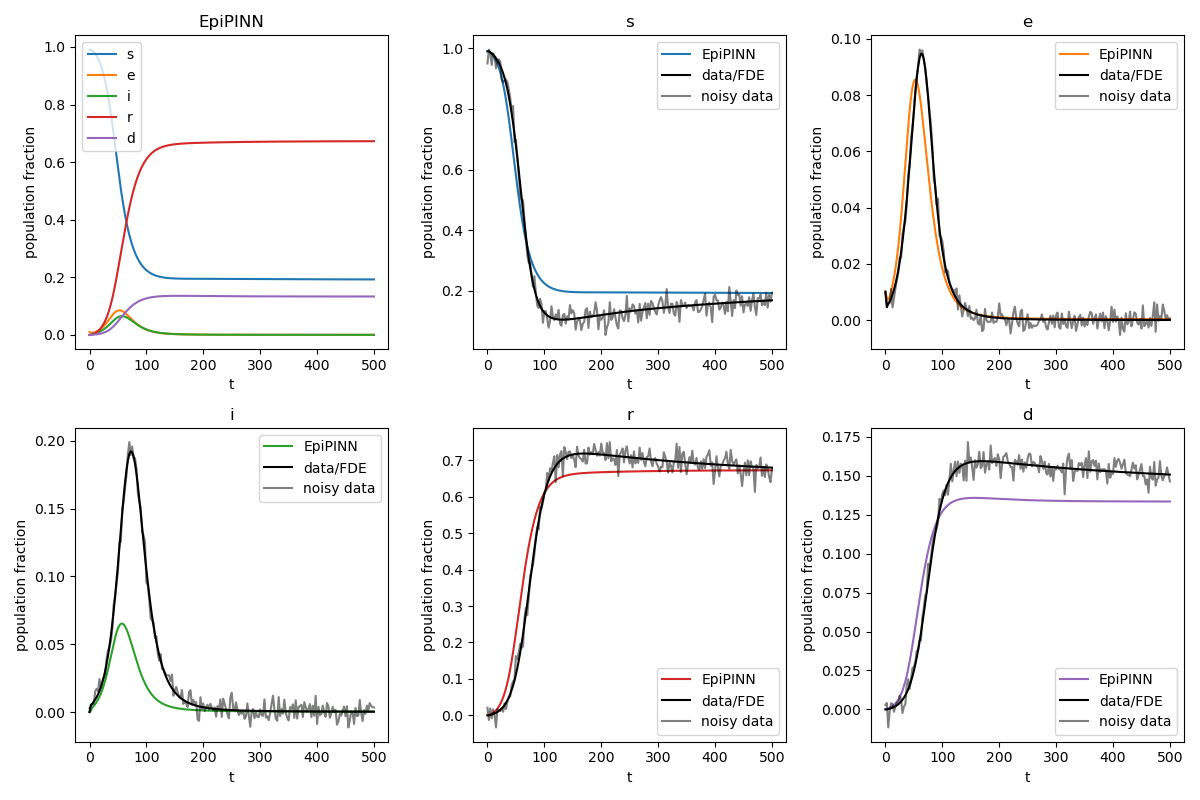 EpiPINN
1.0
0.8
0.6
0.4
0.2
0.0
population fraction
s
e
i
r
d
0
100
200
300
400
500
t
s
1.0
0.8
0.6
0.4
0.2
population fraction
EpiPINN
data/FDE
noisy data
0
100
200
300
400
500
t
e
0.10
0.08
0.06
0.04
0.02
0.00
population fraction
EpiPINN
data/FDE
noisy data
0
100
200
300
400
500
t
i
0.20
0.15
0.10
0.05
0.00
population fraction
EpiPINN
data/FDE
noisy data
0
100
200
300
400
500
t
r
0.7
0.6
0.5
0.4
0.3
0.2
0.1
0.0
population fraction
EpiPINN
data/FDE
noisy data
0
100
200
300
400
500
t
d
0.175
0.150
0.125
0.100
0.075
0.050
0.025
0.000
population fraction
EpiPINN
data/FDE
noisy data
0
100
200
300
400
500
t